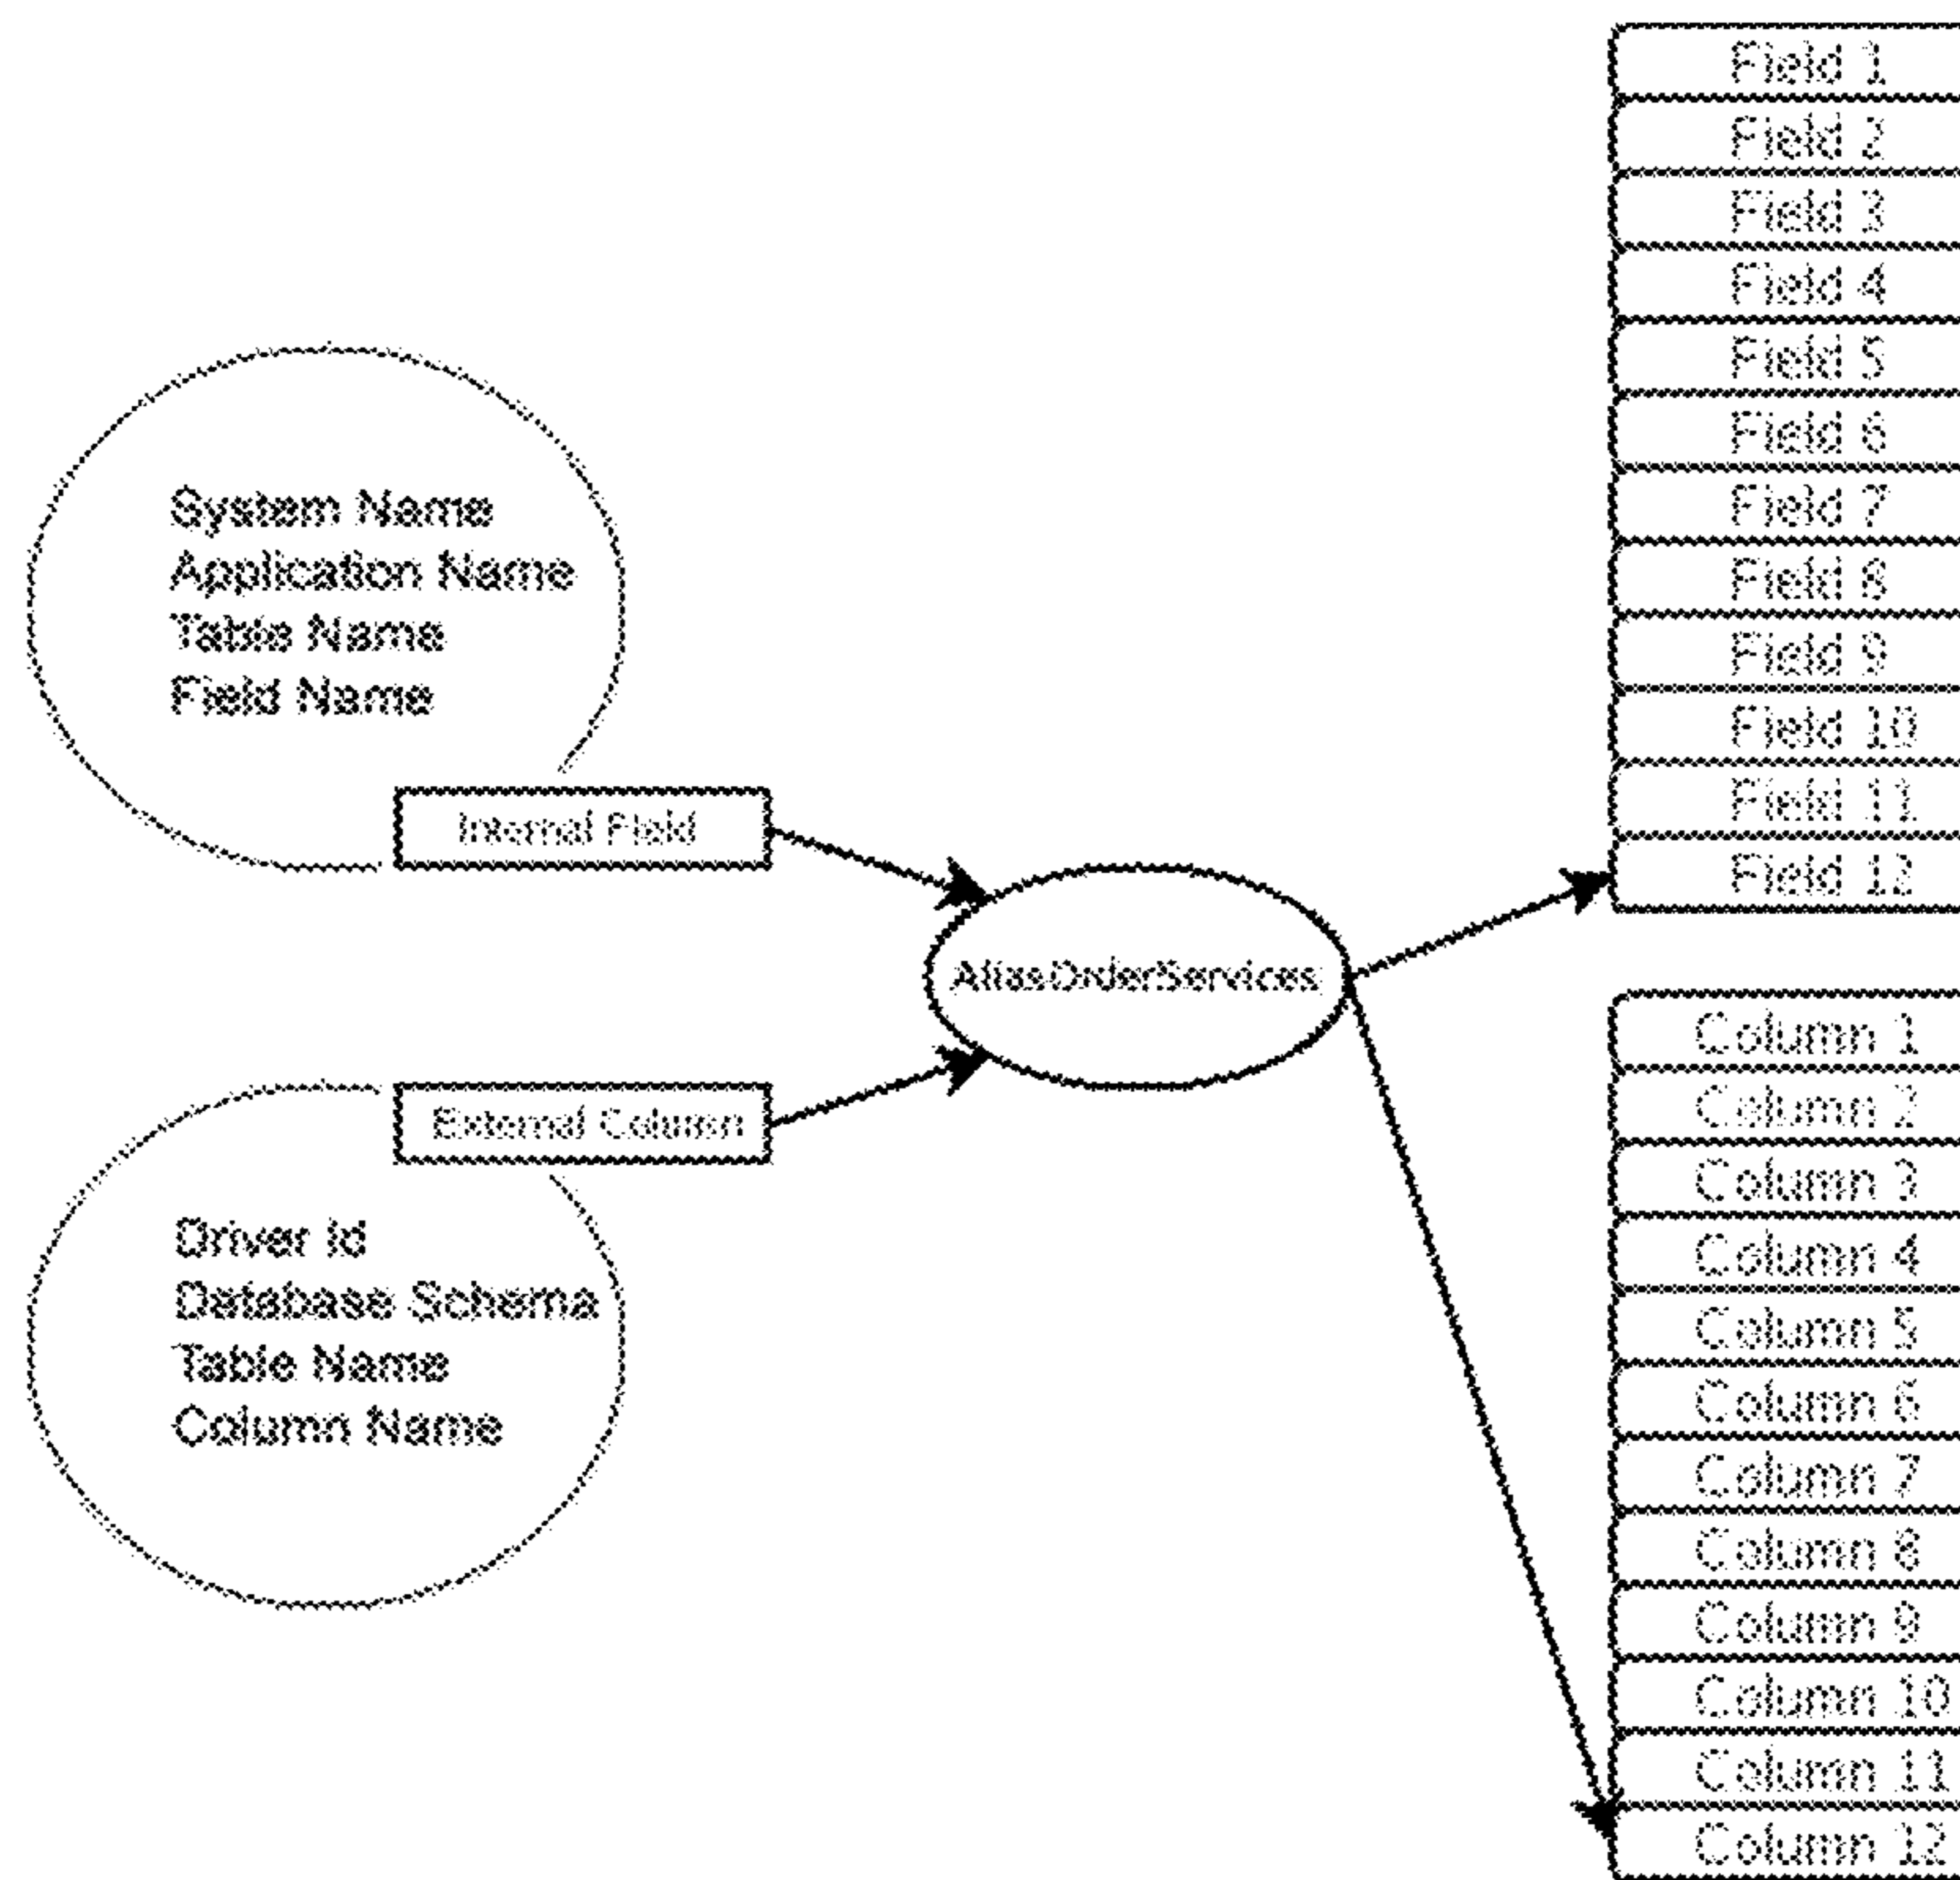 System Name
Application Name
Table Name
Field Name
Internal Field
External Column
Driver Id
Database Schema
Table Name
Column Name
AliasOrderServices
Field 1
Field 2
Field 3
Field 4
Field 5
Field 6
Field 7
Field 8
Field 9
Field 10
Field 11
Field 12
Column 1
Column 2
Column 3
Column 4
Column 5
Column 6
Column 7
Column 8
Column 9
Column 10
Column 11
Column 12